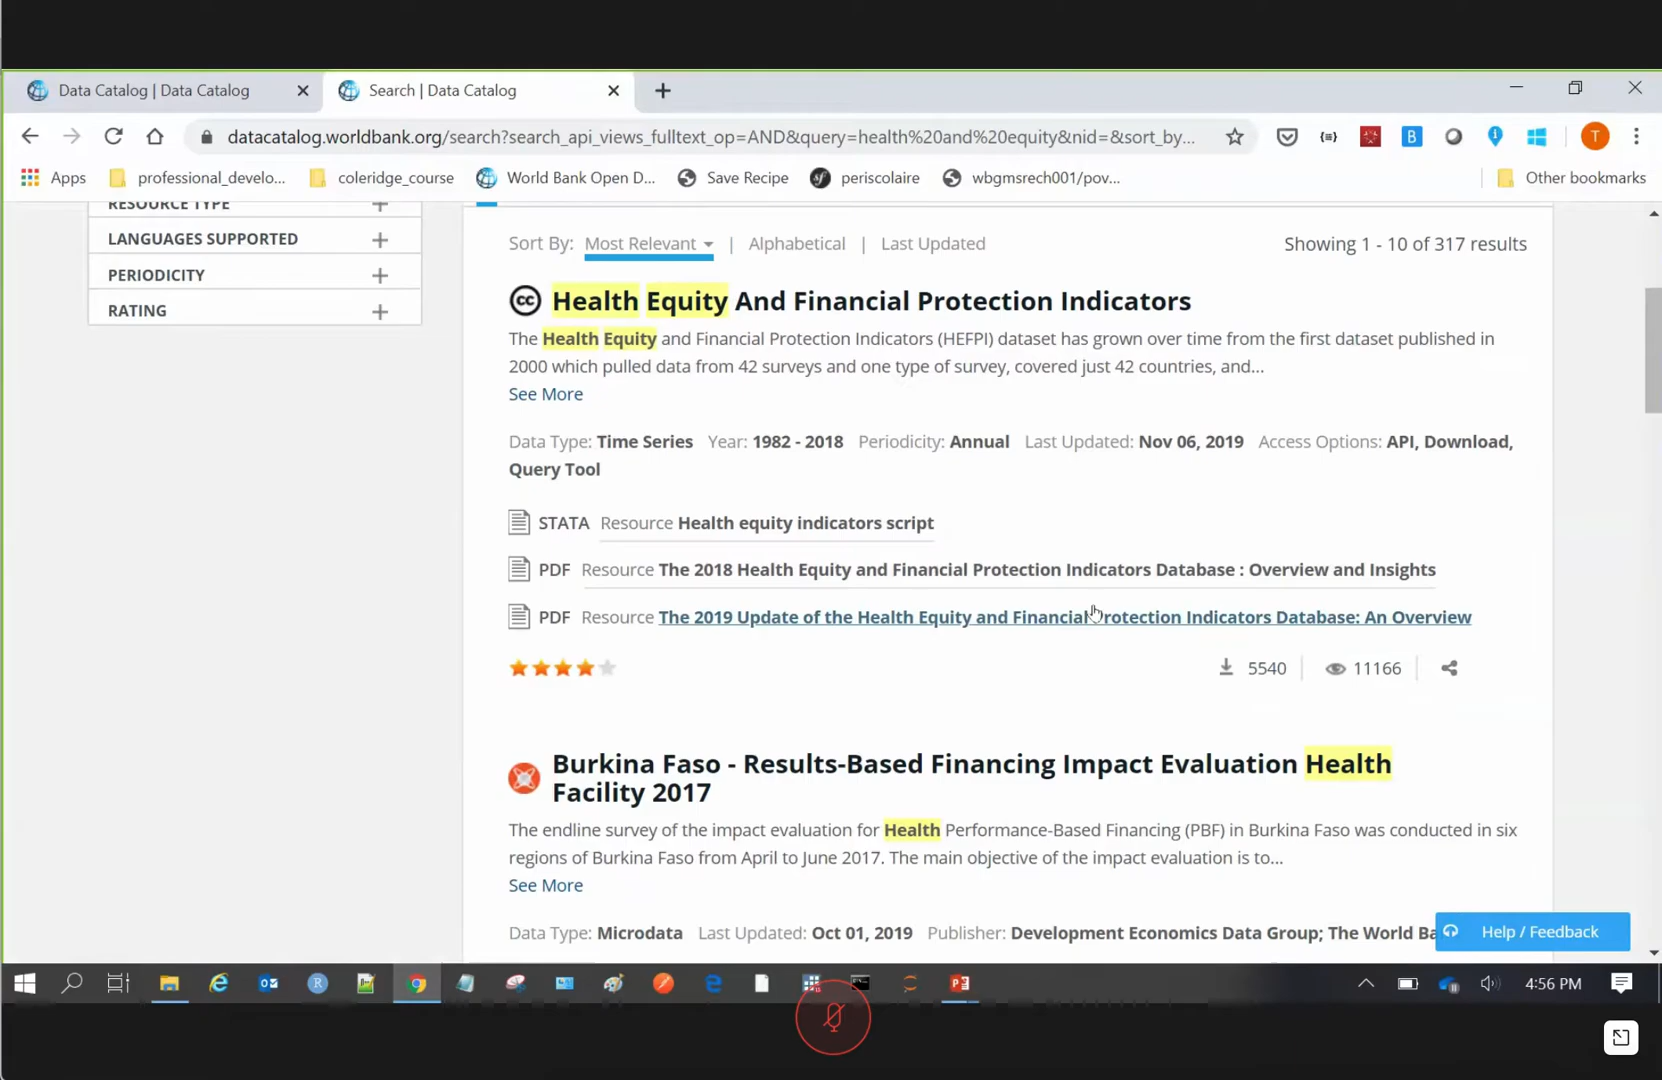 Data Catalog | Data Catalog
Search | Data Catalog
datacatalog.worldbank.org/search?search_api_views_fulltext_op=AND&query=health%20and%20equity&nid=&sort_by...
B
T
Apps
professional_develo...
coleridge_course
World Bank Open D...
Save Recipe
periscolaire
wbgmsrech001/pov...
Other bookmarks
RESOURCE TYPE
LANGUAGES SUPPORTED
PERIODICITY
RATING
Sort By: Most Relevant | Alphabetical | Last Updated
Showing 1 - 10 of 317 results
cc Health Equity And Financial Protection Indicators
The Health Equity and Financial Protection Indicators (HEFPI) dataset has grown over time from the first dataset published in
2000 which pulled data from 42 surveys and one type of survey, covered just 42 countries, and...
See More
Data Type: Time Series Year: 1982 - 2018 Periodicity: Annual Last Updated: Nov 06, 2019 Access Options: API, Download,
Query Tool
STATA Resource Health equity indicators script
PDF Resource The 2018 Health Equity and Financial Protection Indicators Database : Overview and Insights
PDF Resource The 2019 Update of the Health Equity and Financial Protection Indicators Database: An Overview
5540 11166
Burkina Faso - Results-Based Financing Impact Evaluation Health
Facility 2017
The endline survey of the impact evaluation for Health Performance-Based Financing (PBF) in Burkina Faso was conducted in six
regions of Burkina Faso from April to June 2017. The main objective of the impact evaluation is to...
See More
Data Type: Microdata Last Updated: Oct 01, 2019 Publisher: Development Economics Data Group; The World Ba
Help / Feedback
4:56 PM